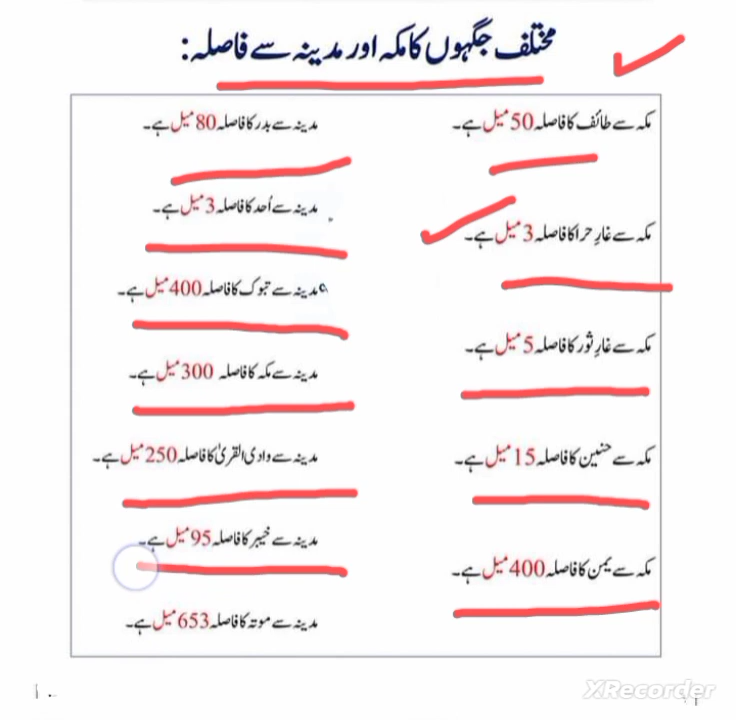 مختلف جگہوں کا مکہ اور مدینہ سے فاصلہ:
مکہ سے طائف کا فاصلہ 50 میل ہے۔
مکہ سے غارِ حرا کا فاصلہ 3 میل ہے۔
مکہ سے غارِ ثور کا فاصلہ 5 میل ہے۔
مکہ سے حنین کا فاصلہ 15 میل ہے۔
مکہ سے یمن کا فاصلہ 400 میل ہے۔
مدینہ سے بدر کا فاصلہ 80 میل ہے۔
مدینہ سے اُحد کا فاصلہ 3 میل ہے۔
مدینہ سے تبوک کا فاصلہ 400 میل ہے۔
مدینہ سے مکہ کا فاصلہ 300 میل ہے۔
مدینہ سے وادی القریٰ کا فاصلہ 250 میل ہے۔
مدینہ سے خیبر کا فاصلہ 95 میل ہے۔
مدینہ سے موتہ کا فاصلہ 653 میل ہے۔
XRecorder